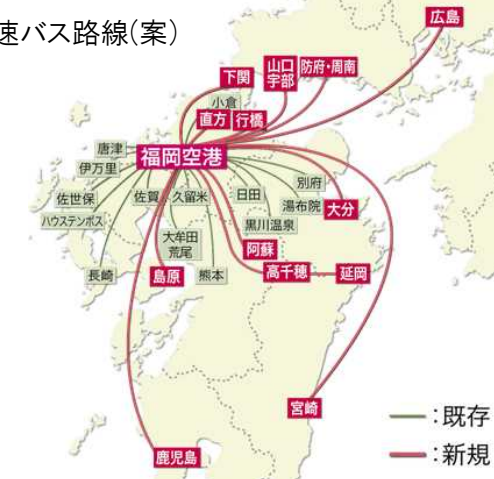 速バス路線(案)
広島
山口
宇部
防府・周南
下関
小倉
直方
行橋
唐津
福岡空港
伊万里
佐世保
佐賀
久留米
日田
別府
湯布院
大分
ハウステンボス
黒川温泉
大牟田
荒尾
阿蘇
長崎
島原
熊本
高千穂
延岡
宮崎
鹿児島
:既存
:新規